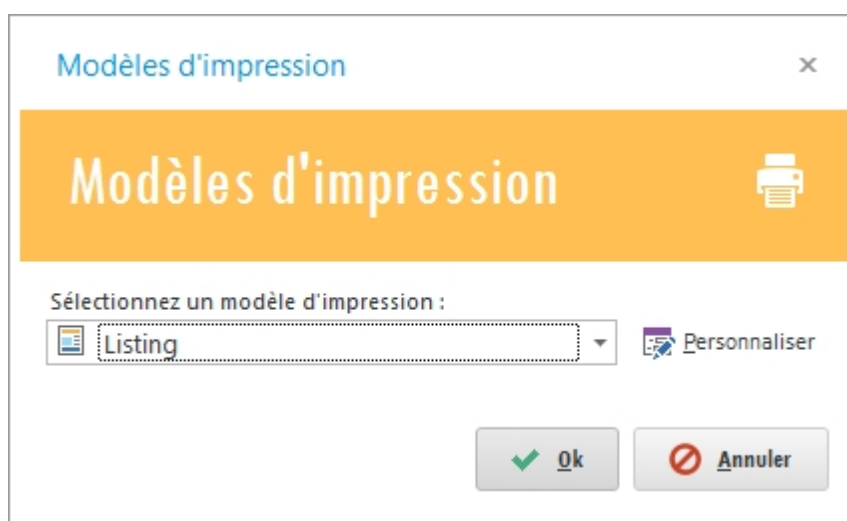 Modèles d'impression
Modèles d'impression
Sélectionnez un modèle d'impression :
Listing
Personnaliser
Ok
Annuler